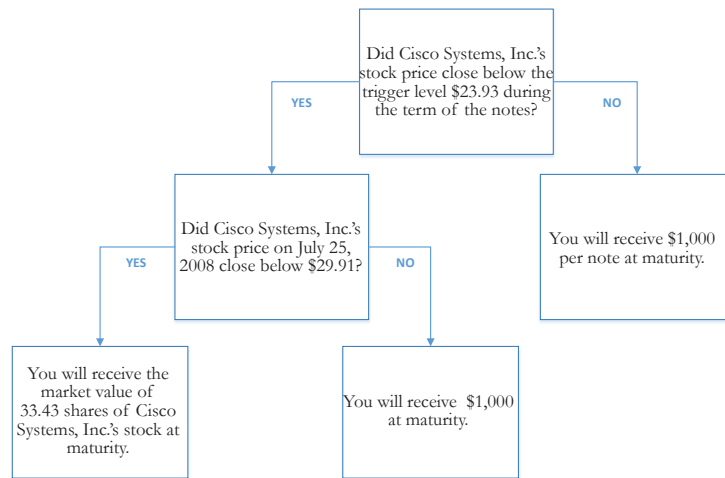 Did Cisco Systems, Inc.'s
stock price close below the
trigger level $23.93 during
the term of the notes?
YES
NO
Did Cisco Systems, Inc.'s
stock price on July 25,
2008 close below $29.91?
You will receive $1,000
per note at maturity.
YES
NO
You will receive the
market value of
33.43 shares of Cisco
Systems, Inc.'s stock at
maturity.
You will receive $1,000
at maturity.